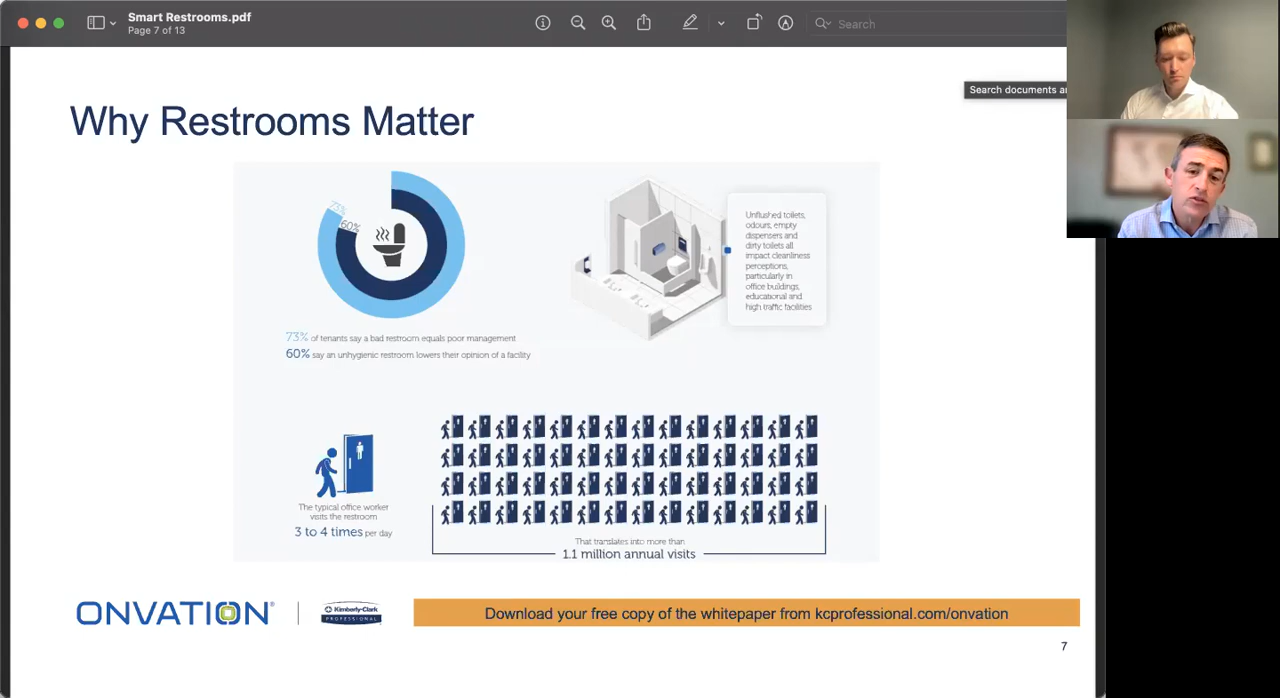 Smart Restrooms.pdf
Page 7 of 13
Search
Search documents
Why Restrooms Matter
73%
60%
Unflushed toilets,
odours, empty
dispensers and
dirty toilets all
impact cleanliness
perceptions,
particularly in
office buildings,
educational and
high traffic facilities
73% of tenants say a bad restroom equals poor management
60% say an unhygienic restroom lowers their opinion of a facility
The typical office worker
visits the restroom
3 to 4 times per day
That translates into more than
1.1 million annual visits
ONVATION®
Kimberly-Clark
PROFESSIONAL
Download your free copy of the whitepaper from kcprofessional.com/onvation
7